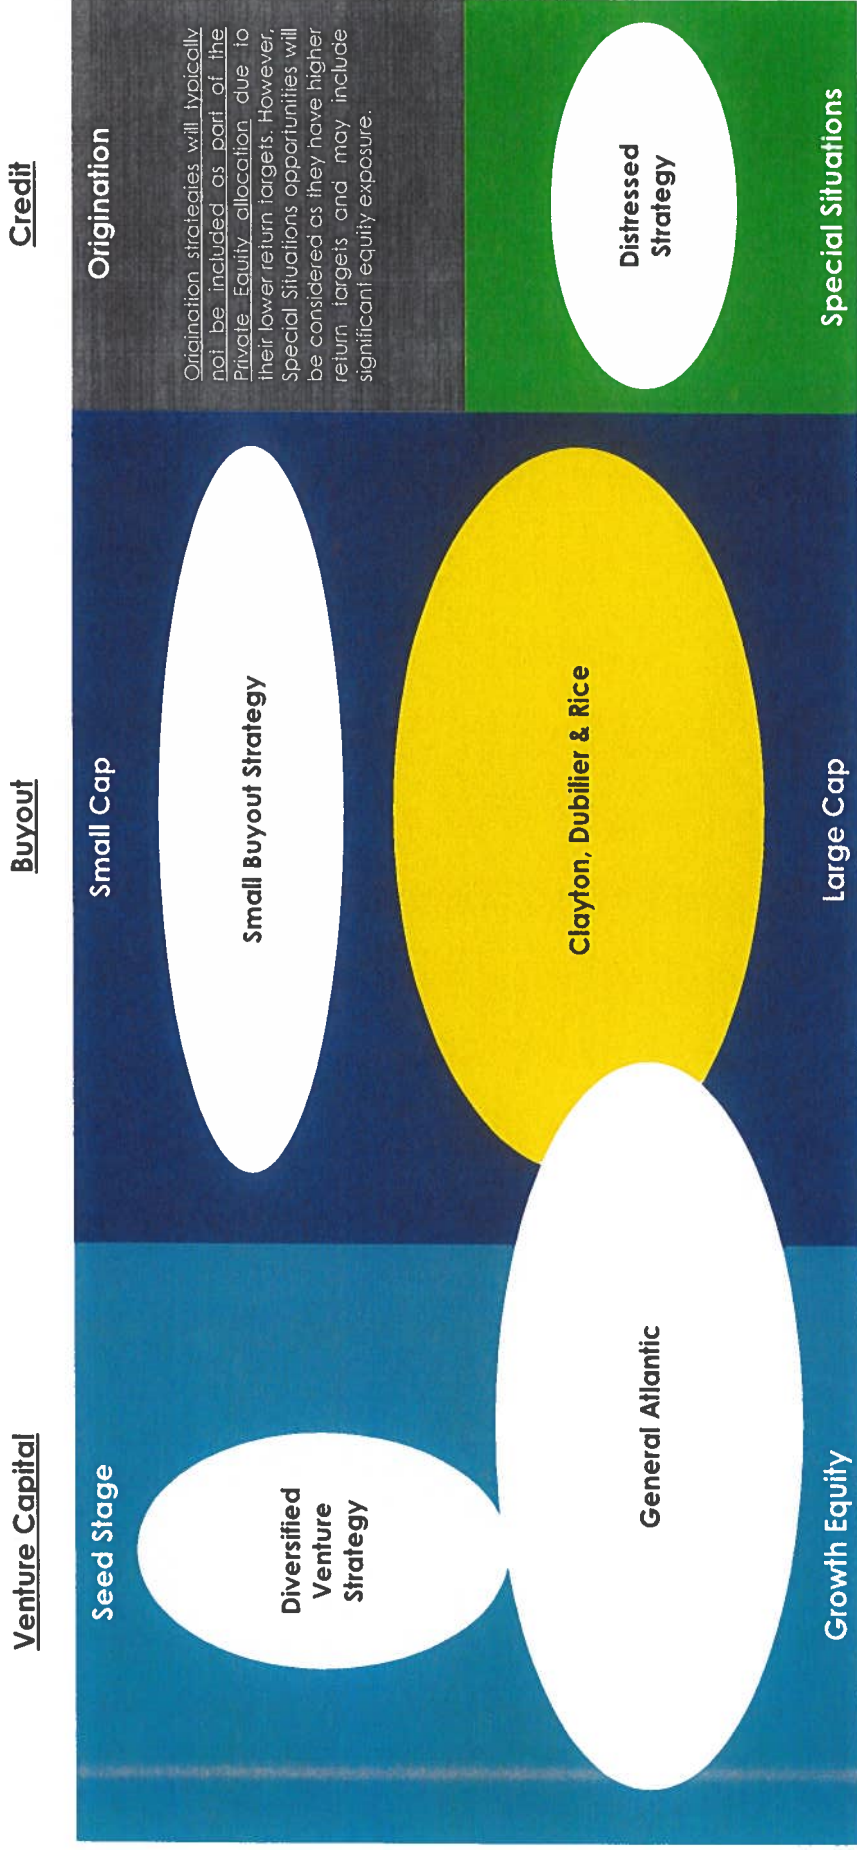 Venture Capital
Buyout
Credit
Seed Stage
Small Cap
Origination
Origination strategies will typically
not be included as part of the
Private Equity allocation due to
their lower return targets. However,
Special Situations opportunities will
be considered as they have higher
return targets and may include
significant equity exposure.
Diversified
Venture
Strategy
Small Buyout Strategy
Clayton, Dubilier & Rice
General Atlantic
Distressed
Strategy
Growth Equity
Large Cap
Special Situations